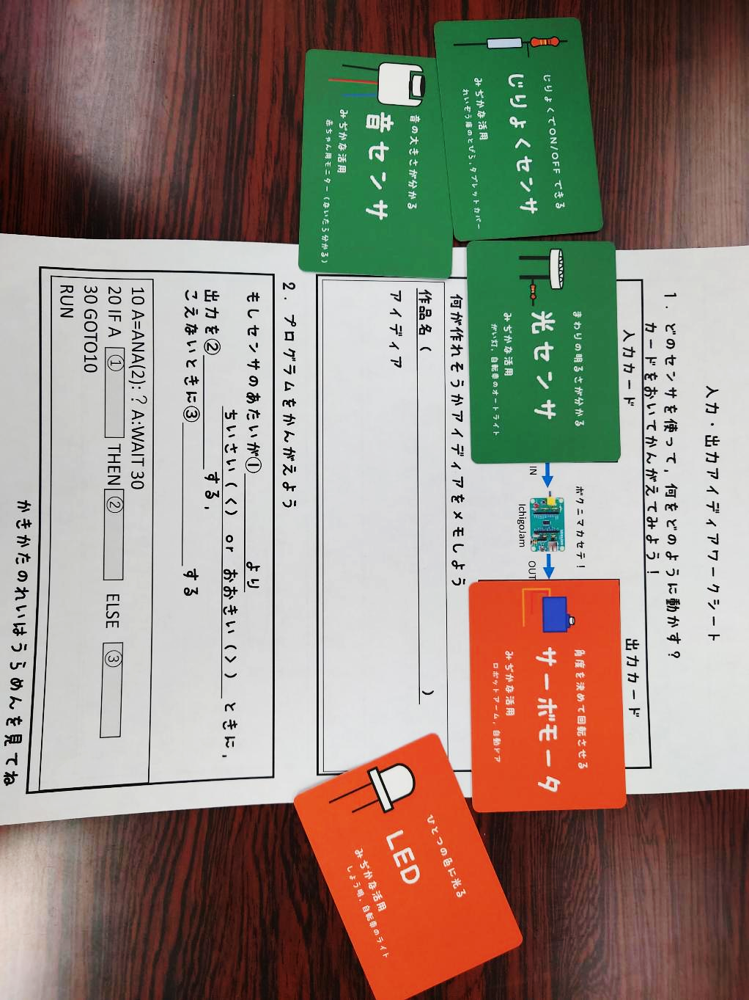 入力・出力アイディアワークシート
1. どのセンサを使って，何をどのように動かす？
カードをおいてかんがえてみよう！
入力カード
出力カード
じりょくでON/OFFできる
じりょくセンサ
みぢかな活用
れいぞう庫のとびら，タブレットカバー
音の大きさが分かる
音センサ
みぢかな活用
赤ちゃん用モニター（ないたら分かる）
まわりの明るさが分かる
光センサ
みぢかな活用
がい灯，自転車のオートライト
ボクニマカセテ！
IN
OUT
IchigoJam
角度を決めて回転させる
サーボモータ
みぢかな活用
ロボットアーム，自動ドア
ひとつの色に光る
LED
みぢかな活用
しょう明，自転車のライト
何が作れそうかアイディアをメモしよう
作品名（ ）
アイディア
2. プログラムをかんがえよう
もしセンサのあたいが① より
ちいさい（<） or おおきい（>） ときに，
出力を② する，
こえないときに③ する
10 A=ANA(2): ? A:WAIT 30
20 IF A ① THEN ② ELSE ③
30 GOTO10
RUN
かきかたのれいはうらめんを見てね